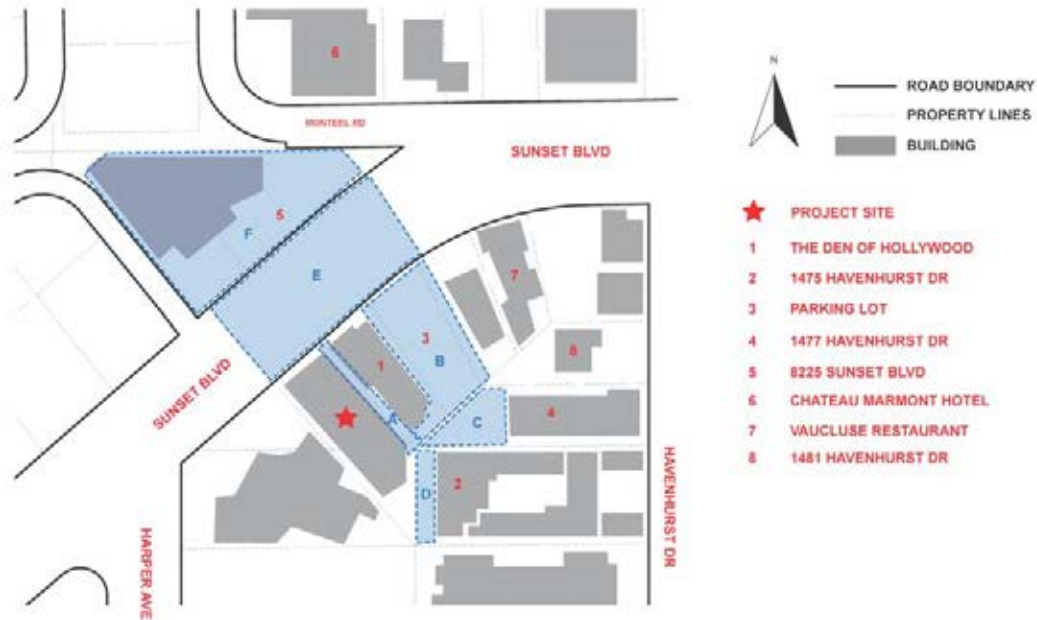 6
MONTEEL RD
SUNSET BLVD
N
ROAD BOUNDARY
PROPERTY LINES
BUILDING
PROJECT SITE
1 THE DEN OF HOLLYWOOD
2 1475 HAVENHURST DR
3 PARKING LOT
4 1477 HAVENHURST DR
5 8225 SUNSET BLVD
6 CHATEAU MARMONT HOTEL
7 VAUCLUSE RESTAURANT
8 1481 HAVENHURST DR
5
F
E
7
3
B
8
1
A
C
4
SUNSET BLVD
D
2
HARPER AVE
HAVENHURST DR